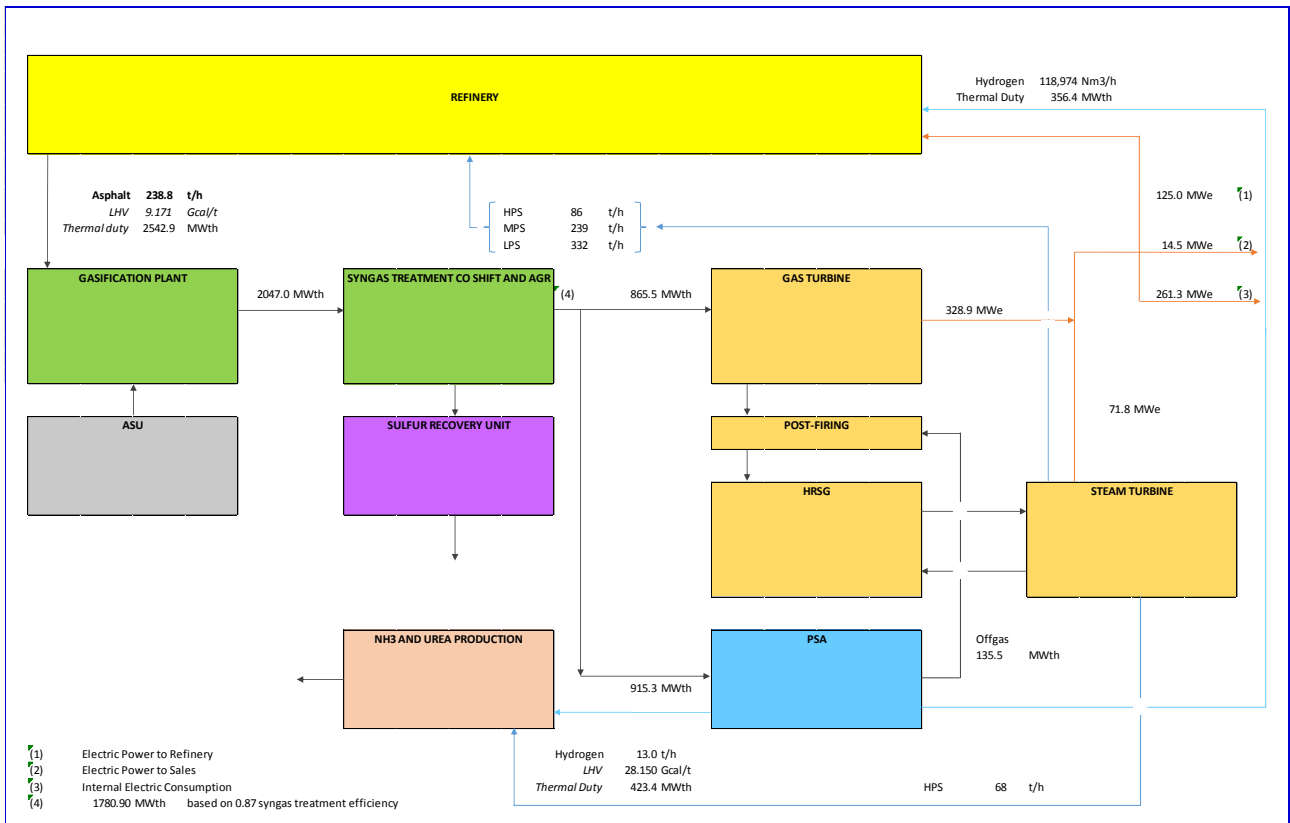 REFINERY
Hydrogen 118,974 Nm3/h
Thermal Duty 356.4 MWth
Asphalt 238.8 t/h
LHV 9.171 Gcal/t
Thermal duty 2542.9 MWth
HPS 86 t/h
MPS 239 t/h
LPS 332 t/h
125.0 MWe (1)
14.5 MWe (2)
261.3 MWe (3)
GASIFICATION PLANT
2047.0 MWth
SYNGAS TREATMENT CO SHIFT AND AGR
(4)
865.5 MWth
GAS TURBINE
328.9 MWe
71.8 MWe
ASU
SULFUR RECOVERY UNIT
POST-FIRING
HRSG
STEAM TURBINE
NH3 AND UREA PRODUCTION
915.3 MWth
PSA
Offgas
135.5 MWth
(1) Electric Power to Refinery
(2) Electric Power to Sales
(3) Internal Electric Consumption
(4) 1780.90 MWth based on 0.87 syngas treatment efficiency
Hydrogen 13.0 t/h
LHV 28.150 Gcal/t
Thermal Duty 423.4 MWth
HPS 68 t/h